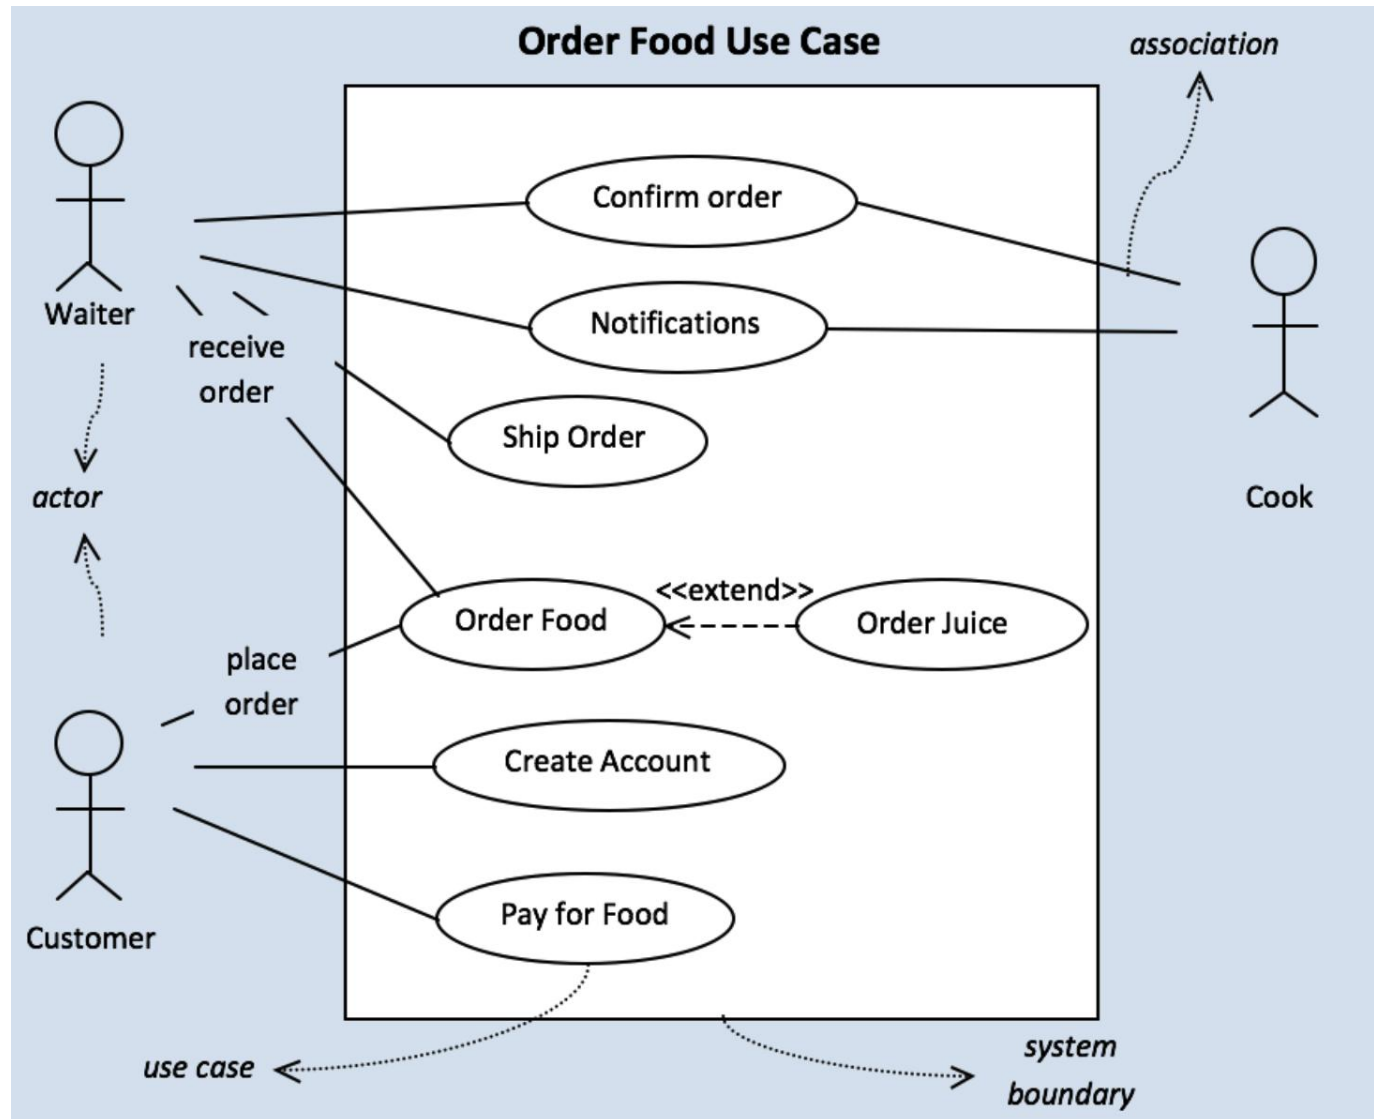 Order Food Use Case
association
Confirm order
Waiter
Notifications
receive
order
Ship Order
actor
Cook
<<extend>>
Order Food
Order Juice
place
order
Create Account
Pay for Food
Customer
use case
system
boundary